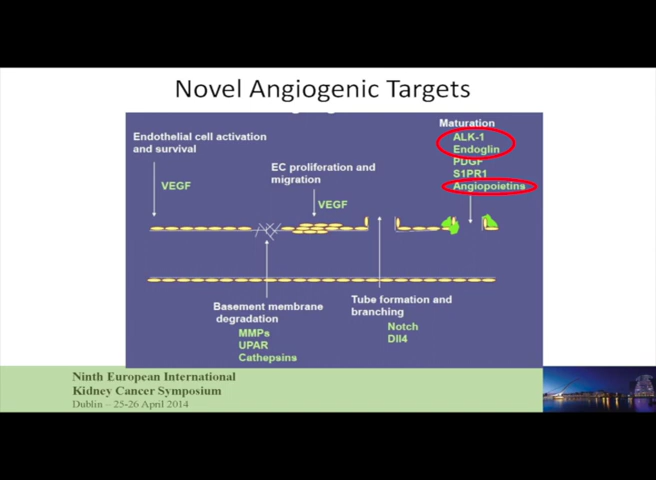 Novel Angiogenic Targets
Endothelial cell activation
and survival
VEGF
EC proliferation and
migration
VEGF
Maturation
ALK-1
Endoglin
PDGF
S1PR1
Angiopoietins
Basement membrane
degradation
MMPs
UPAR
Cathepsins
Tube formation and
branching
Notch
Dll4
Ninth European International
Kidney Cancer Symposium
Dublin – 25-26 April 2014